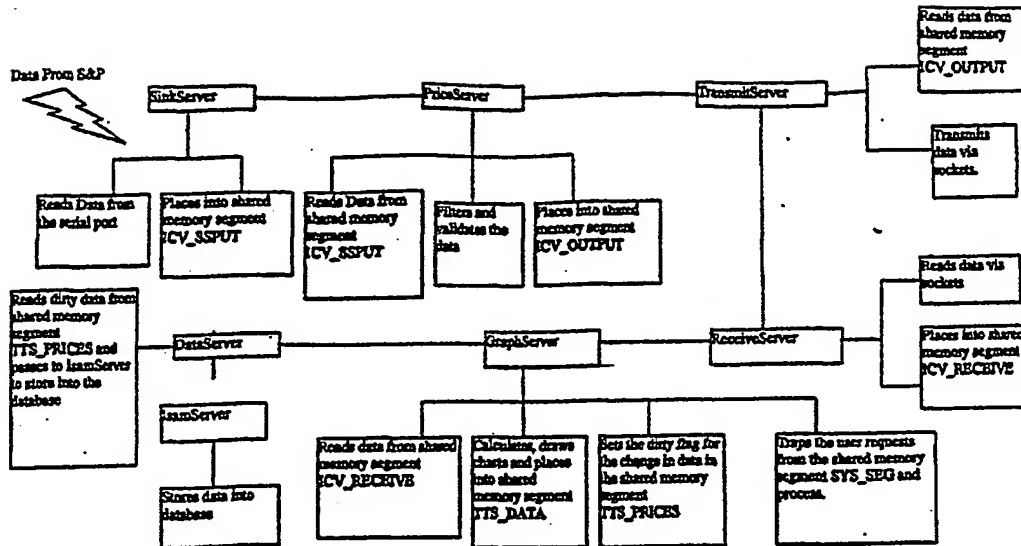 Data From S&P
SinkServer
PriceServer
TransmitServer
Reads data from
shared memory
segment
ICV_OUTPUT
Transmits
data via
sockets.
Reads Data from
the serial port
Places into shared
memory segment
ICV_SSPUT
Reads Data from
shared memory
segment
ICV_SSPUT
Filters and
validates the
data
Places into shared
memory segment
ICV_OUTPUT
Reads data via
sockets
Places into shared
memory segment
ICV_RECEIVE
Reads dirty data from
shared memory
segment
TTS_PRICES and
passes to IsamServer
to store into the
database
DataServer
GraphServer
ReceiveServer
IsamServer
Stores data into
database
Reads data from shared
memory segment
ICV_RECEIVE
Calculates, draws
charts and places
into shared
memory segment
TTS_DATA
Sets the dirty flag for
the change in data in
the shared memory
segment
TTS_PRICES
Traps the user requests
from the shared memory
segment SYS_SEG and
process.